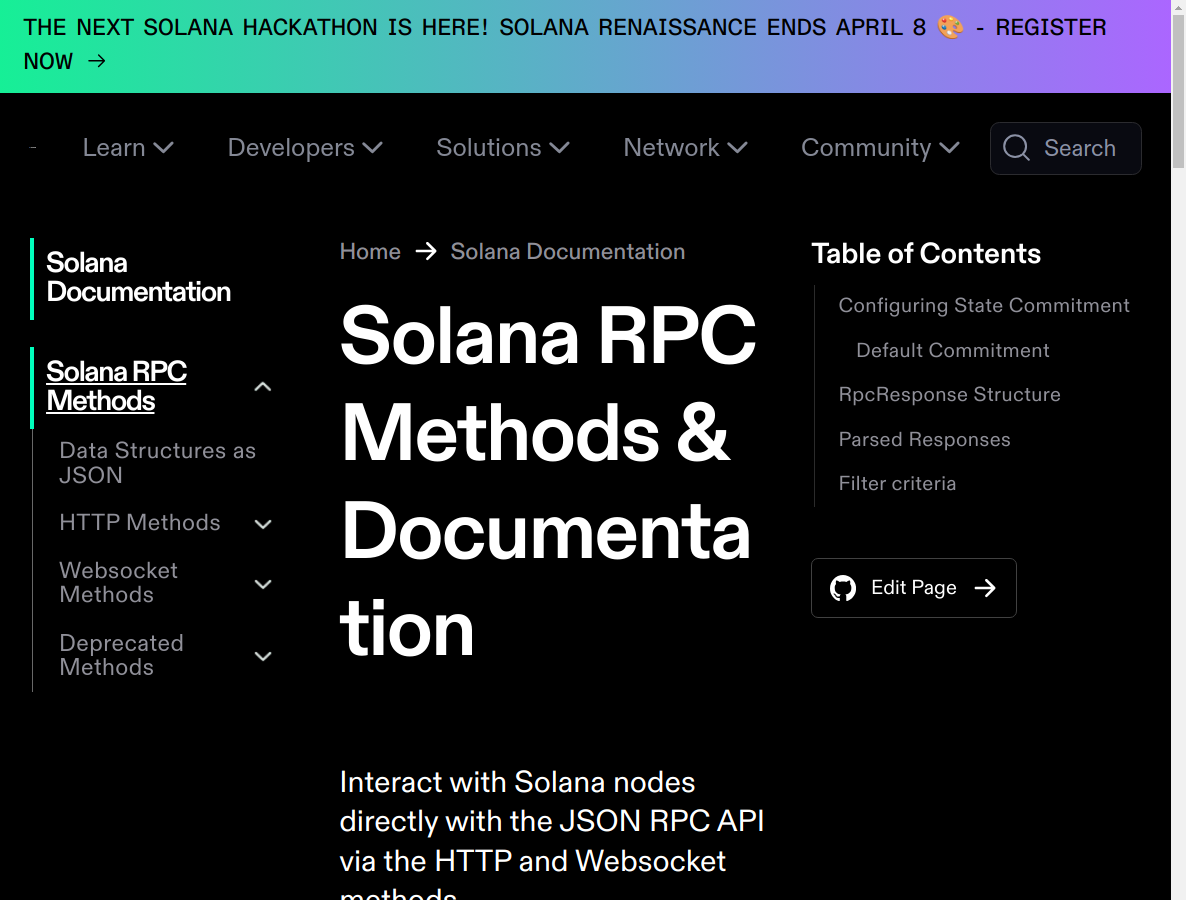 THE NEXT SOLANA HACKATHON IS HERE! SOLANA RENAISSANCE ENDS APRIL 8 🎨 - REGISTER
NOW →
Learn
Developers
Solutions
Network
Community
Search
Solana
Documentation
Solana RPC
Methods
Data Structures as
JSON
HTTP Methods
Websocket
Methods
Deprecated
Methods
Home → Solana Documentation
Solana RPC
Methods &
Documenta
tion
Interact with Solana nodes
directly with the JSON RPC API
via the HTTP and Websocket
methods
Table of Contents
Configuring State Commitment
Default Commitment
RpcResponse Structure
Parsed Responses
Filter criteria
Edit Page →